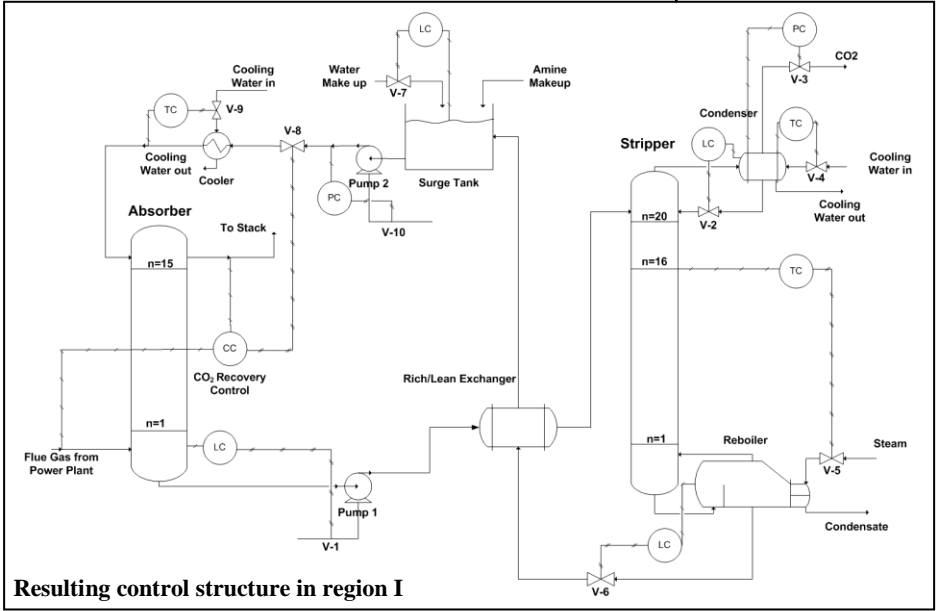 LC
PC
CO2
V-3
Water
Make up
V-7
Amine
Makeup
Cooling
Water in
V-9
TC
V-8
Condenser
TC
LC
Stripper
Cooling
Water in
V-4
Cooling
Water out
Cooler
Pump 2
Surge Tank
PC
V-10
Cooling
Water out
V-2
n=20
Absorber
To Stack
n=15
n=16
TC
CC
CO₂ Recovery
Control
Rich/Lean Exchanger
n=1
LC
Flue Gas from
Power Plant
n=1
Reboiler
Steam
V-5
Pump 1
Condensate
V-1
LC
V-6
Resulting control structure in region I